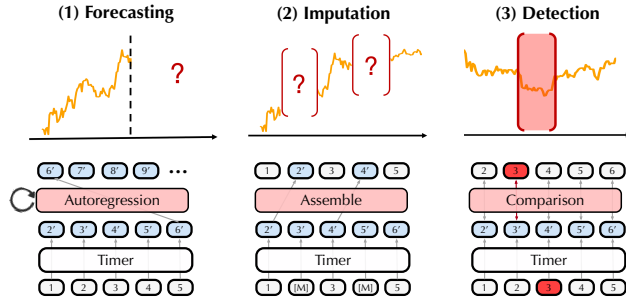 (1) Forecasting
(2) Imputation
(3) Detection
?
? ?
6' 7' 8' 9' •••
Autoregression
2' 3' 4' 5' 6'
Timer
1 2 3 4 5
1 2' 3 4' 5
Assemble
2' 3' 4' 5' 6'
Timer
1 [M] 3 [M] 5
2 3 4 5 6
Comparison
2' 3' 4' 5' 6'
Timer
1 2 3 4 5